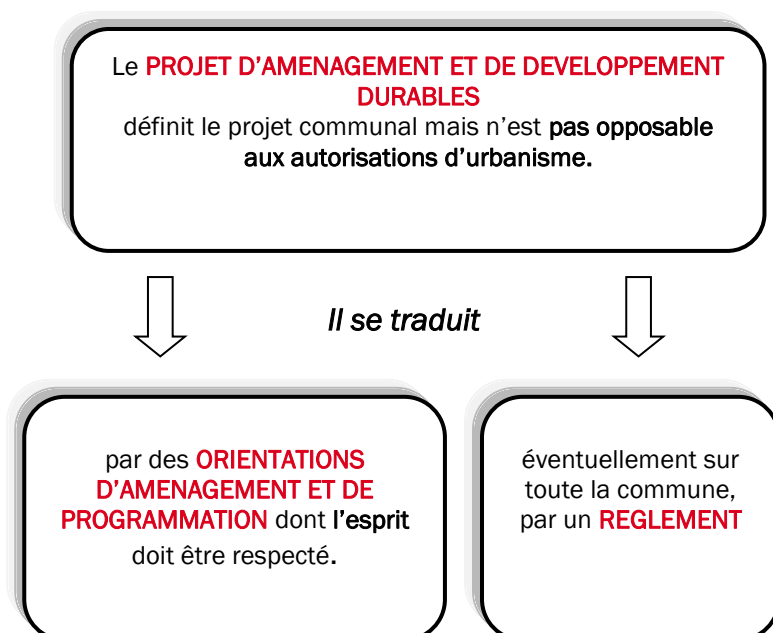 Le PROJET D'AMENAGEMENT ET DE DEVELOPPEMENT
DURABLES
définit le projet communal mais n'est pas opposable
aux autorisations d'urbanisme.
Il se traduit
par des ORIENTATIONS
D'AMENAGEMENT ET DE
PROGRAMMATION dont l'esprit
doit être respecté.
éventuellement sur
toute la commune,
par un REGLEMENT